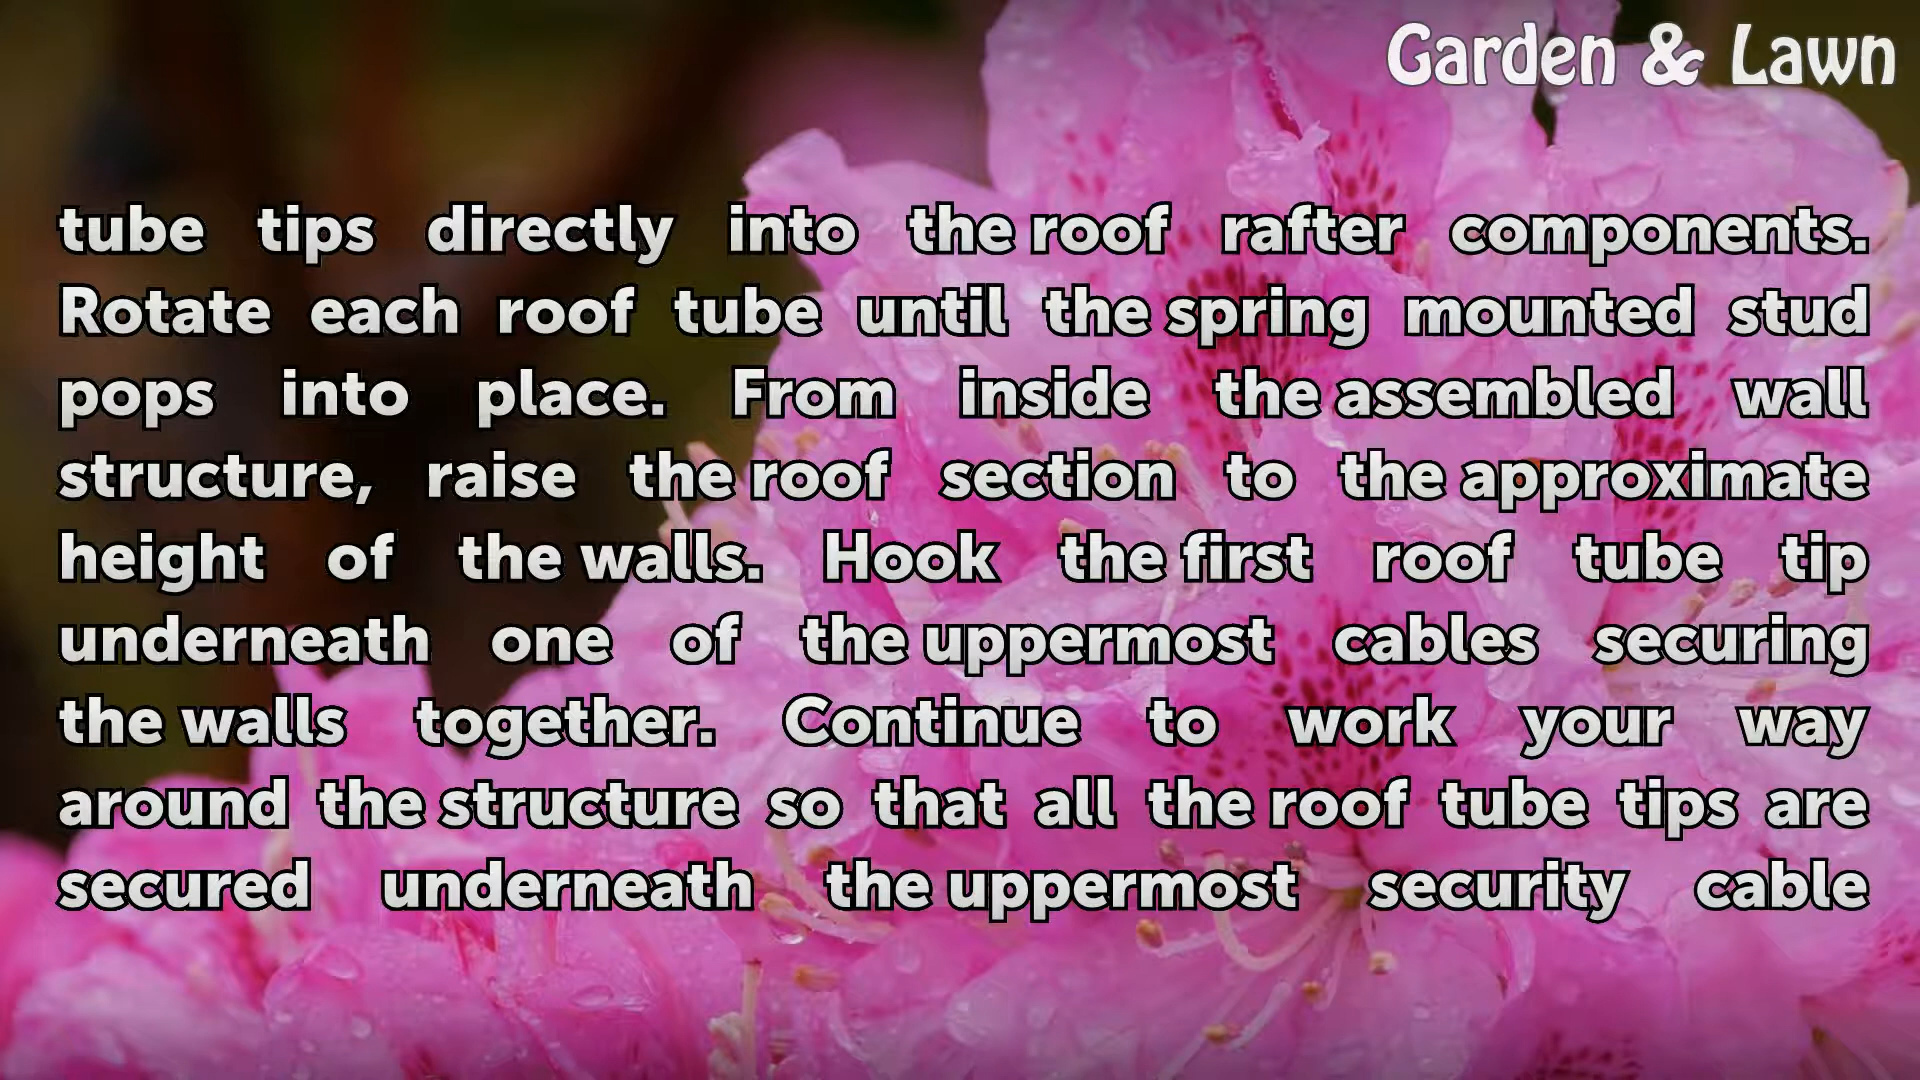 Garden & Lawn
tube tips directly into the roof rafter components.
Rotate each roof tube until the spring mounted stud
pops into place. From inside the assembled wall
structure, raise the roof section to the approximate
height of the walls. Hook the first roof tube tip
underneath one of the uppermost cables securing
the walls together. Continue to work your way
around the structure so that all the roof tube tips are
secured underneath the uppermost security cable